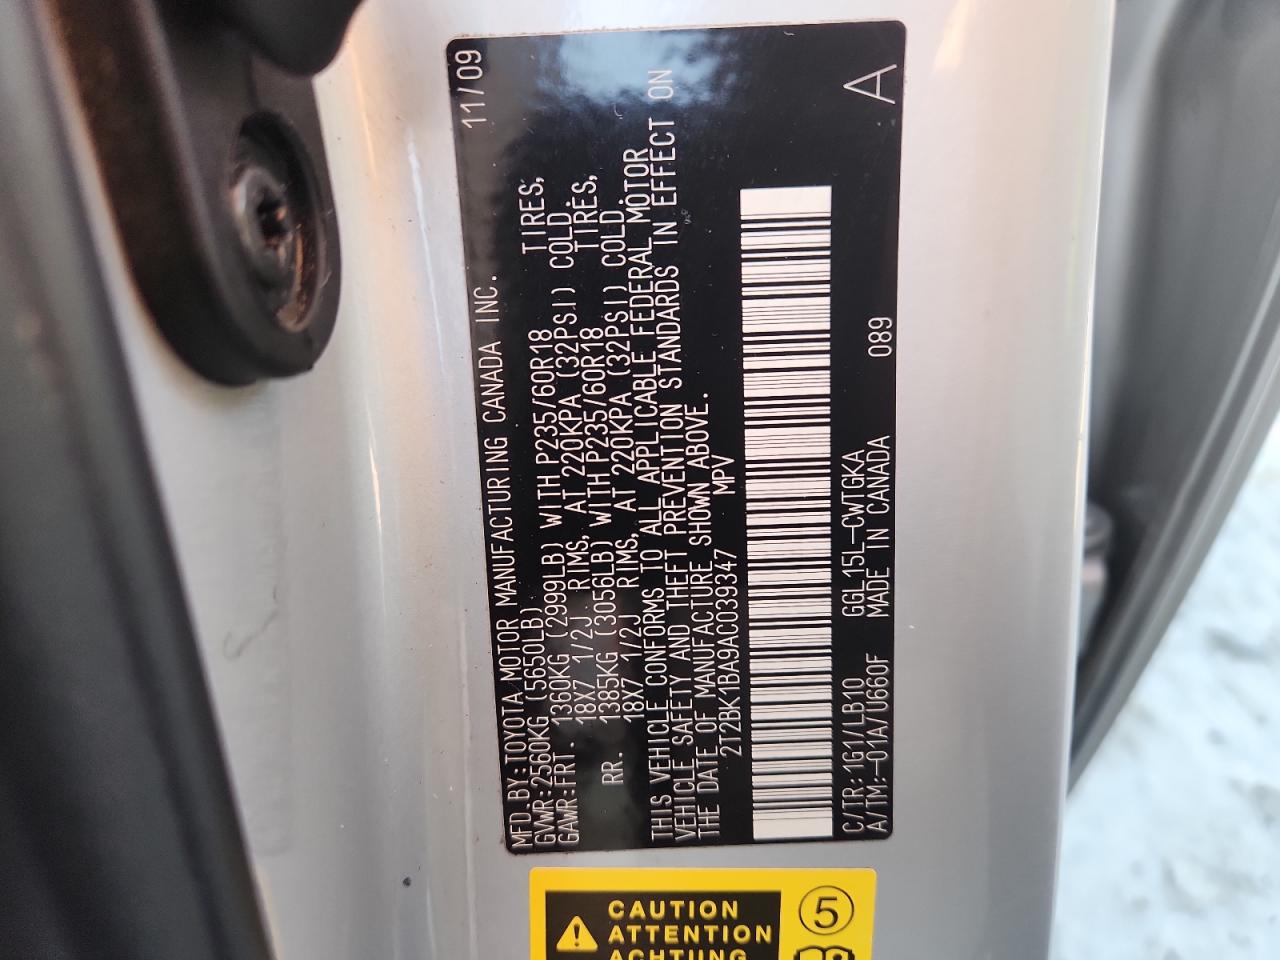 MFD BY:TOYOTA MOTOR MANUFACTURING CANADA INC. 11/09
GVWR:2560KG (5650LB)
GAWR:FRT. 1360KG (2999LB) WITH P235/60R18 TIRES,
18X7 1/2J RIMS, AT 220KPA (32PSI) COLD.
RR. 1385KG (3056LB) WITH P235/60R18 TIRES,
18X7 1/2J RIMS, AT 220KPA (32PSI) COLD.
THIS VEHICLE CONFORMS TO ALL APPLICABLE FEDERAL MOTOR
VEHICLE SAFETY AND THEFT PREVENTION STANDARDS IN EFFECT ON
THE DATE OF MANUFACTURE SHOWN ABOVE.
2T2BK1BA9AC039347 MPV
C/TR:1G1/LB10 GGL15L-CWTGKA 089 A
A/TM:-01A/U660F MADE IN CANADA
CAUTION
ATTENTION
ACHTUNG
5